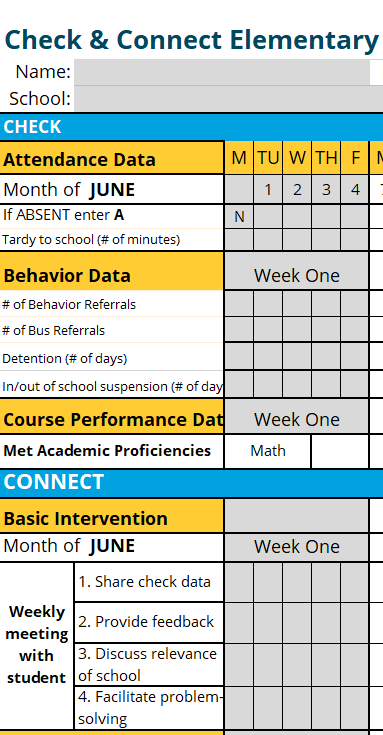 Check & Connect Elementary
Name:
School:
CHECK
Attendance Data M TU W TH F
Month of JUNE 1 2 3 4
If ABSENT enter A N
Tardy to school (# of minutes)
Behavior Data Week One
# of Behavior Referrals
# of Bus Referrals
Detention (# of days)
In/out of school suspension (# of day
Course Performance Dat Week One
Met Academic Proficiencies Math
CONNECT
Basic Intervention
Month of JUNE Week One
Weekly
meeting
with
student
1. Share check data
2. Provide feedback
3. Discuss relevance
of school
4. Facilitate problem-
solving